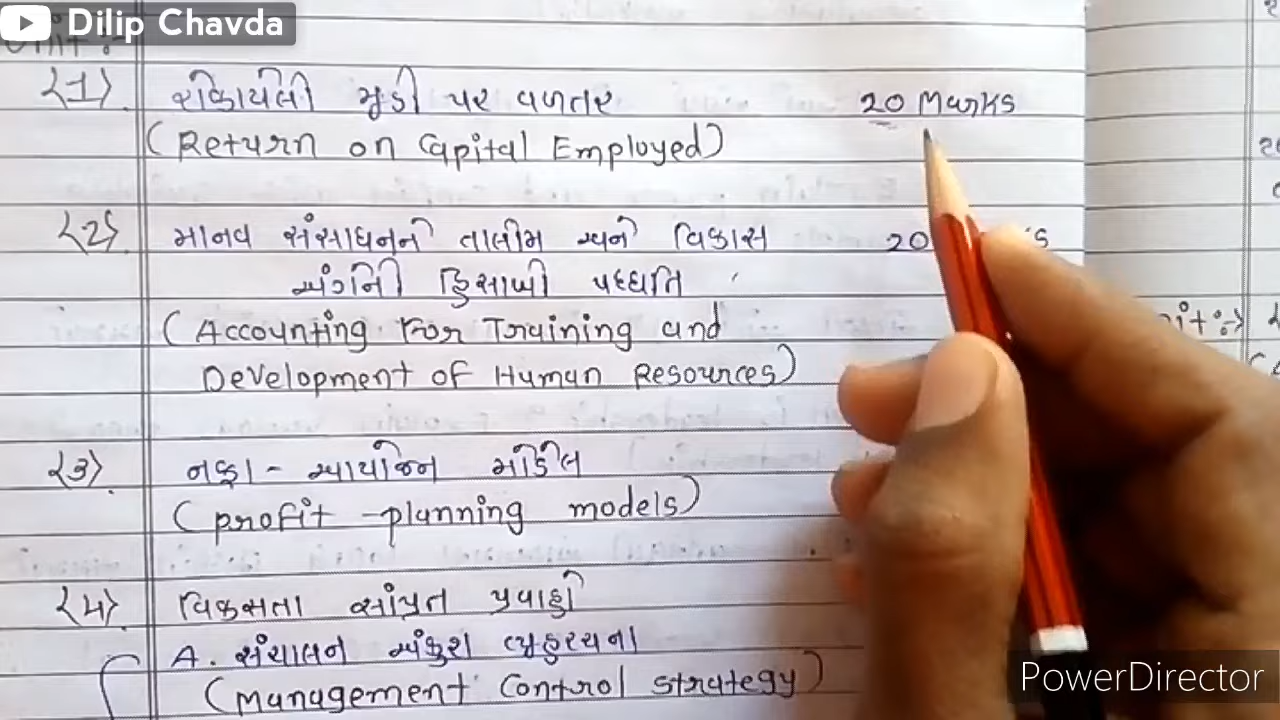 Dilip Chavda
Unit :-
<1> રોકાયેલી મૂડી પર વળતર 20 Marks
(Return on Capital Employed)
<2> માનવ સંસાધનની તાલીમ અને વિકાસ 20
અંગેની હિસાબી પધ્ધતિ
(Accounting For Training and
Development of Human Resources)
<3> નફા - આયોજન મોડેલ
(profit - planning models)
<4> વિકસતા સાંપ્રત પ્રવાહો
A. સંચાલન અંકુશ વ્યુહરચના
(Management Control strategy)
PowerDirector